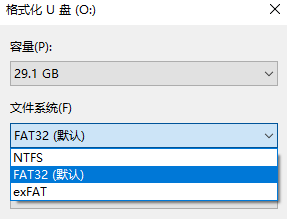 格式化 U 盘 (O:)
容量(P):
29.1 GB
文件系统(F)
FAT32 (默认)
NTFS
FAT32 (默认)
exFAT